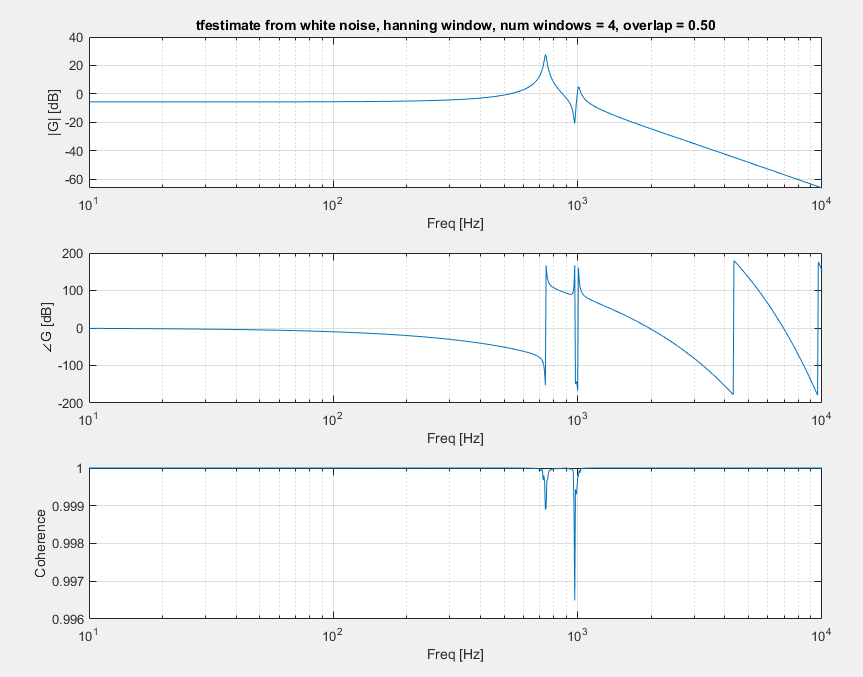 tfestimate from white noise, hanning window, num windows = 4, overlap = 0.50
|G| [dB]
40
20
0
-20
-40
-60
10^1 10^2 10^3 10^4
Freq [Hz]
∠G [dB]
200
100
0
-100
-200
10^1 10^2 10^3 10^4
Freq [Hz]
Coherence
1
0.999
0.998
0.997
0.996
10^1 10^2 10^3 10^4
Freq [Hz]